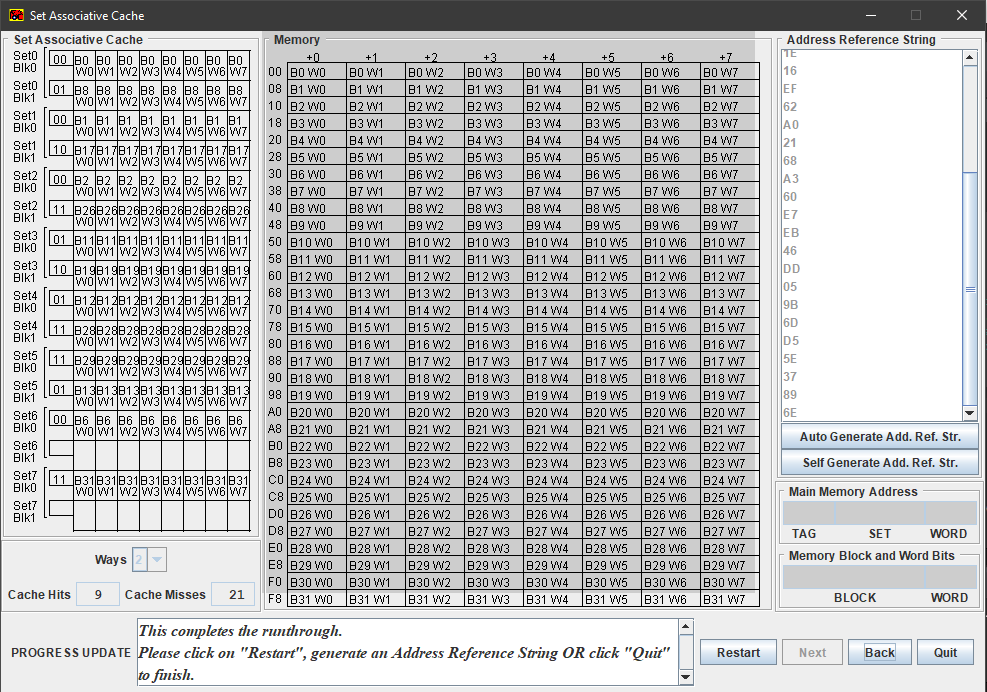 Set Associative Cache
Set Associative Cache
Set0 00 B0 B0 B0 B0 B0 B0 B0 B0
Blk0 W0 W1 W2 W3 W4 W5 W6 W7
Set0 01 B8 B8 B8 B8 B8 B8 B8 B8
Blk1 W0 W1 W2 W3 W4 W5 W6 W7
Set1 00 B1 B1 B1 B1 B1 B1 B1 B1
Blk0 W0 W1 W2 W3 W4 W5 W6 W7
Set1 10 B17 B17 B17 B17 B17 B17 B17 B17
Blk1 W0 W1 W2 W3 W4 W5 W6 W7
Set2 00 B2 B2 B2 B2 B2 B2 B2 B2
Blk0 W0 W1 W2 W3 W4 W5 W6 W7
Set2 11 B26 B26 B26 B26 B26 B26 B26 B26
Blk1 W0 W1 W2 W3 W4 W5 W6 W7
Set3 01 B11 B11 B11 B11 B11 B11 B11 B11
Blk0 W0 W1 W2 W3 W4 W5 W6 W7
Set3 10 B19 B19 B19 B19 B19 B19 B19 B19
Blk1 W0 W1 W2 W3 W4 W5 W6 W7
Set4 01 B12 B12 B12 B12 B12 B12 B12 B12
Blk0 W0 W1 W2 W3 W4 W5 W6 W7
Set4 11 B28 B28 B28 B28 B28 B28 B28 B28
Blk1 W0 W1 W2 W3 W4 W5 W6 W7
Set5 11 B29 B29 B29 B29 B29 B29 B29 B29
Blk0 W0 W1 W2 W3 W4 W5 W6 W7
Set5 01 B13 B13 B13 B13 B13 B13 B13 B13
Blk1 W0 W1 W2 W3 W4 W5 W6 W7
Set6 00 B6 B6 B6 B6 B6 B6 B6 B6
Blk0 W0 W1 W2 W3 W4 W5 W6 W7
Set6
Blk1
Set7 11 B31 B31 B31 B31 B31 B31 B31 B31
Blk0 W0 W1 W2 W3 W4 W5 W6 W7
Set7
Blk1
Ways 2
Cache Hits 9 Cache Misses 21
Memory
+0 +1 +2 +3 +4 +5 +6 +7
00 B0 W0 B0 W1 B0 W2 B0 W3 B0 W4 B0 W5 B0 W6 B0 W7
08 B1 W0 B1 W1 B1 W2 B1 W3 B1 W4 B1 W5 B1 W6 B1 W7
10 B2 W0 B2 W1 B2 W2 B2 W3 B2 W4 B2 W5 B2 W6 B2 W7
18 B3 W0 B3 W1 B3 W2 B3 W3 B3 W4 B3 W5 B3 W6 B3 W7
20 B4 W0 B4 W1 B4 W2 B4 W3 B4 W4 B4 W5 B4 W6 B4 W7
28 B5 W0 B5 W1 B5 W2 B5 W3 B5 W4 B5 W5 B5 W6 B5 W7
30 B6 W0 B6 W1 B6 W2 B6 W3 B6 W4 B6 W5 B6 W6 B6 W7
38 B7 W0 B7 W1 B7 W2 B7 W3 B7 W4 B7 W5 B7 W6 B7 W7
40 B8 W0 B8 W1 B8 W2 B8 W3 B8 W4 B8 W5 B8 W6 B8 W7
48 B9 W0 B9 W1 B9 W2 B9 W3 B9 W4 B9 W5 B9 W6 B9 W7
50 B10 W0 B10 W1 B10 W2 B10 W3 B10 W4 B10 W5 B10 W6 B10 W7
58 B11 W0 B11 W1 B11 W2 B11 W3 B11 W4 B11 W5 B11 W6 B11 W7
60 B12 W0 B12 W1 B12 W2 B12 W3 B12 W4 B12 W5 B12 W6 B12 W7
68 B13 W0 B13 W1 B13 W2 B13 W3 B13 W4 B13 W5 B13 W6 B13 W7
70 B14 W0 B14 W1 B14 W2 B14 W3 B14 W4 B14 W5 B14 W6 B14 W7
78 B15 W0 B15 W1 B15 W2 B15 W3 B15 W4 B15 W5 B15 W6 B15 W7
80 B16 W0 B16 W1 B16 W2 B16 W3 B16 W4 B16 W5 B16 W6 B16 W7
88 B17 W0 B17 W1 B17 W2 B17 W3 B17 W4 B17 W5 B17 W6 B17 W7
90 B18 W0 B18 W1 B18 W2 B18 W3 B18 W4 B18 W5 B18 W6 B18 W7
98 B19 W0 B19 W1 B19 W2 B19 W3 B19 W4 B19 W5 B19 W6 B19 W7
A0 B20 W0 B20 W1 B20 W2 B20 W3 B20 W4 B20 W5 B20 W6 B20 W7
A8 B21 W0 B21 W1 B21 W2 B21 W3 B21 W4 B21 W5 B21 W6 B21 W7
B0 B22 W0 B22 W1 B22 W2 B22 W3 B22 W4 B22 W5 B22 W6 B22 W7
B8 B23 W0 B23 W1 B23 W2 B23 W3 B23 W4 B23 W5 B23 W6 B23 W7
C0 B24 W0 B24 W1 B24 W2 B24 W3 B24 W4 B24 W5 B24 W6 B24 W7
C8 B25 W0 B25 W1 B25 W2 B25 W3 B25 W4 B25 W5 B25 W6 B25 W7
D0 B26 W0 B26 W1 B26 W2 B26 W3 B26 W4 B26 W5 B26 W6 B26 W7
D8 B27 W0 B27 W1 B27 W2 B27 W3 B27 W4 B27 W5 B27 W6 B27 W7
E0 B28 W0 B28 W1 B28 W2 B28 W3 B28 W4 B28 W5 B28 W6 B28 W7
E8 B29 W0 B29 W1 B29 W2 B29 W3 B29 W4 B29 W5 B29 W6 B29 W7
F0 B30 W0 B30 W1 B30 W2 B30 W3 B30 W4 B30 W5 B30 W6 B30 W7
F8 B31 W0 B31 W1 B31 W2 B31 W3 B31 W4 B31 W5 B31 W6 B31 W7
Address Reference String
1E
16
EF
62
A0
21
68
A3
60
E7
EB
46
DD
05
9B
6D
D5
5E
37
89
6E
Auto Generate Add. Ref. Str.
Self Generate Add. Ref. Str.
Main Memory Address
TAG SET WORD
Memory Block and Word Bits
BLOCK WORD
PROGRESS UPDATE
This completes the runthrough.
Please click on "Restart", generate an Address Reference String OR click "Quit"
to finish.
Restart Next Back Quit